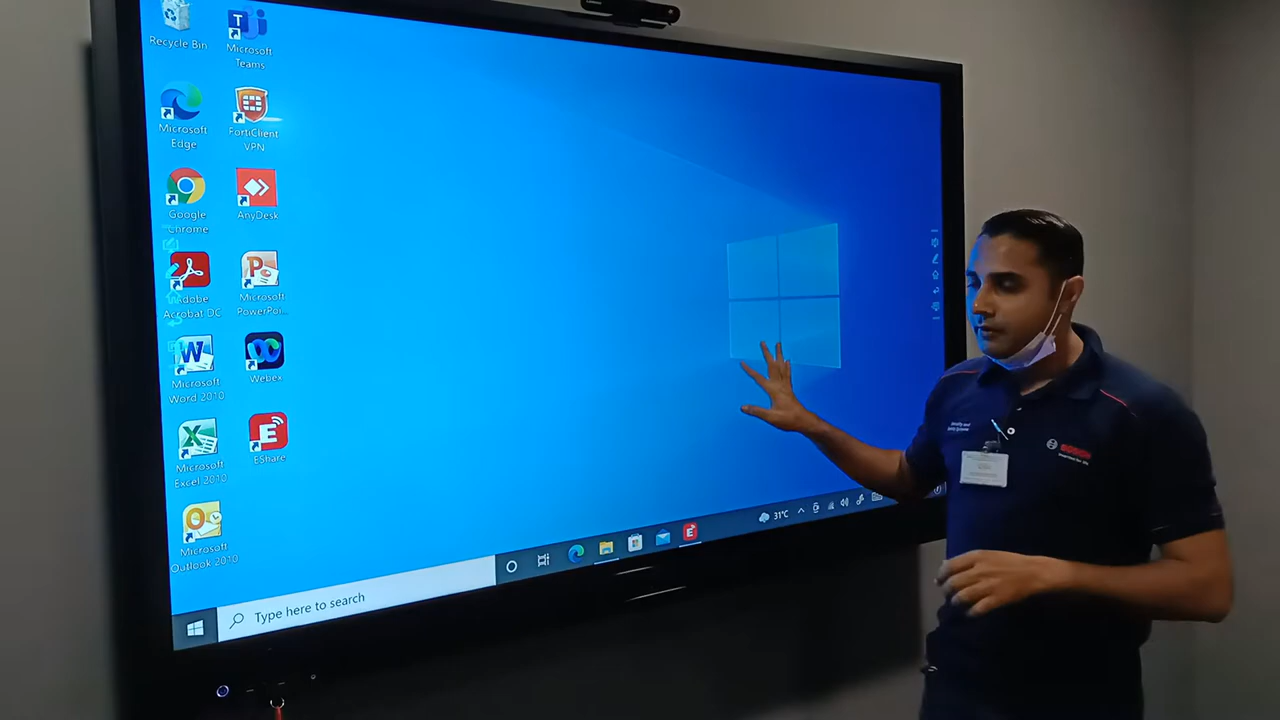 Recycle Bin
Microsoft
Teams
Microsoft
Edge
FortiClient
VPN
Google
Chrome
AnyDesk
Adobe
Acrobat DC
Microsoft
PowerPoi...
Microsoft
Word 2010
Webex
Microsoft
Excel 2010
EShare
Microsoft
Outlook 2010
Type here to search
31°C
BOSCH